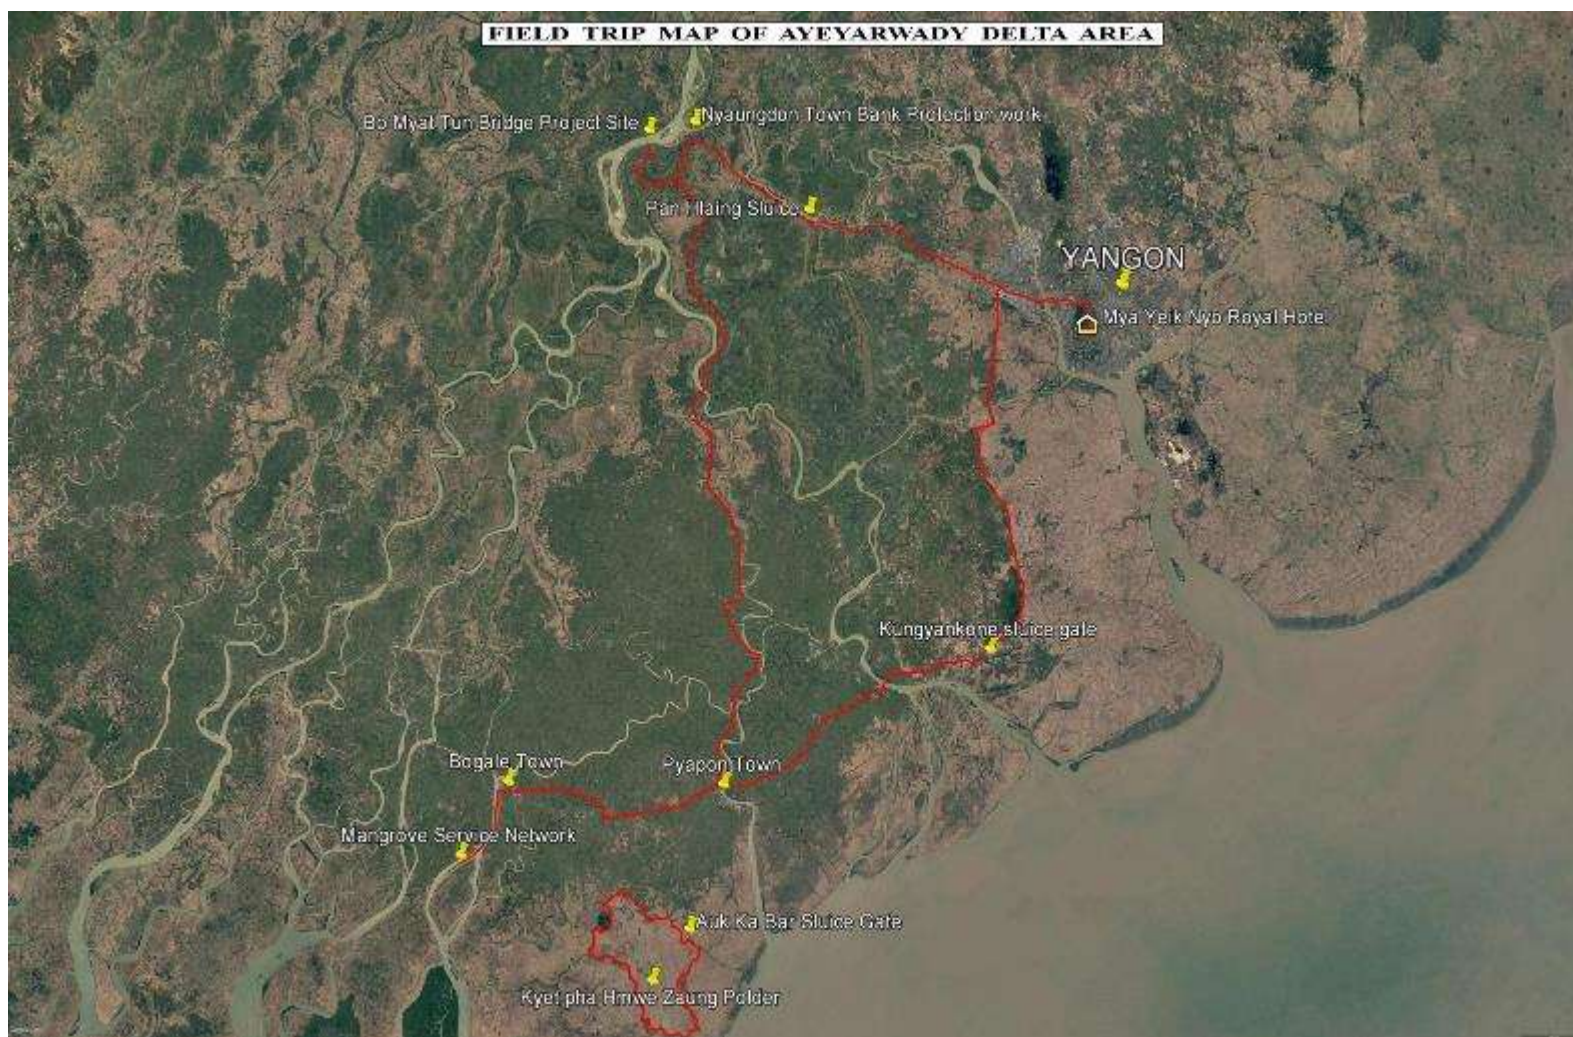 FIELD TRIP MAP OF AYEYARWADY DELTA AREA
Nyaungdon Town Bank Protection work
Bo Myat Tun Bridge Project Site
Pan Hlaing Sluice
YANGON
Mya Yeik Nyo Royal Hotel
Kungyankone sluice gate
Bogale Town
Pyapon Town
Mangrove Service Network
Auk Ka Bar Sluice Gate
Kyet pha Hmwe Zaung Polder